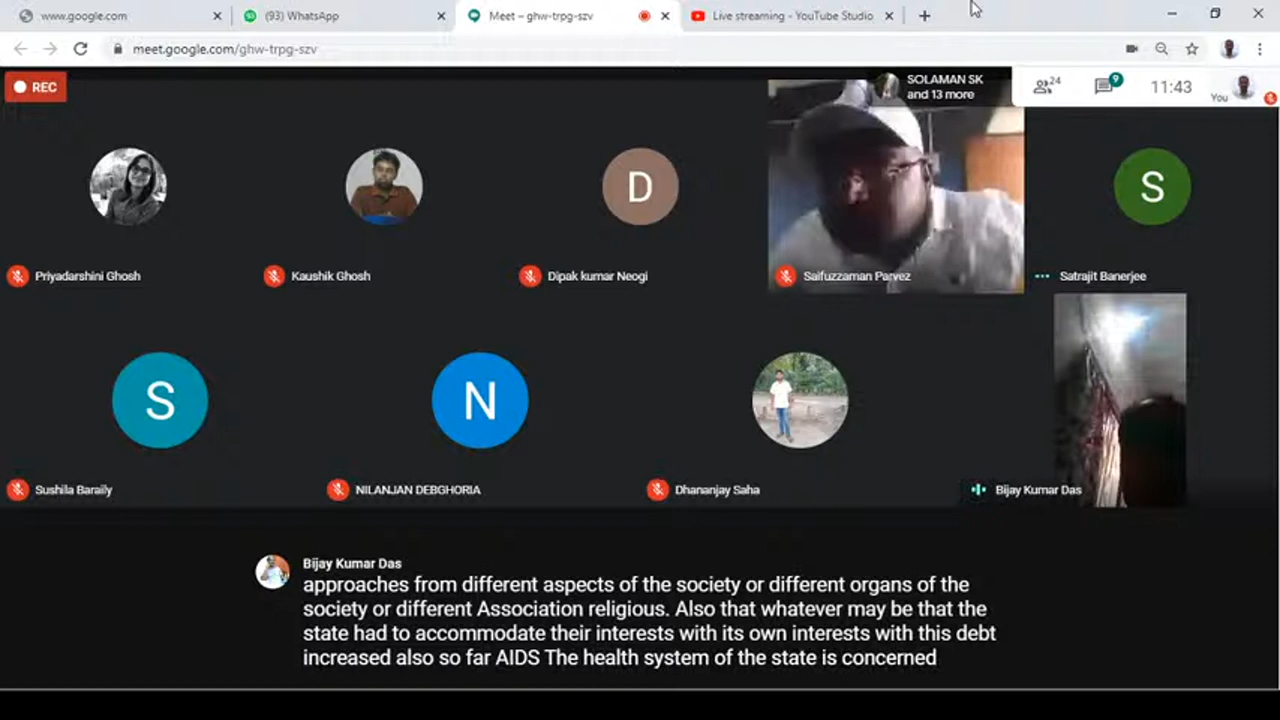 www.google.com
(93) WhatsApp
Meet – ghw-trpg-szv
Live streaming - YouTube Studio
meet.google.com/ghw-trpg-szv
REC
SOLAMAN SK
and 13 more
24
9
11:43
You
D
S
Priyadarshini Ghosh
Kaushik Ghosh
Dipak kumar Neogi
Saifuzzaman Parvez
Satrajit Banerjee
S
N
Sushila Baraily
NILANJAN DEBGHORIA
Dhananjay Saha
Bijay Kumar Das
Bijay Kumar Das
approaches from different aspects of the society or different organs of the
society or different Association religious. Also that whatever may be that the
state had to accommodate their interests with its own interests with this debt
increased also so far AIDS The health system of the state is concerned